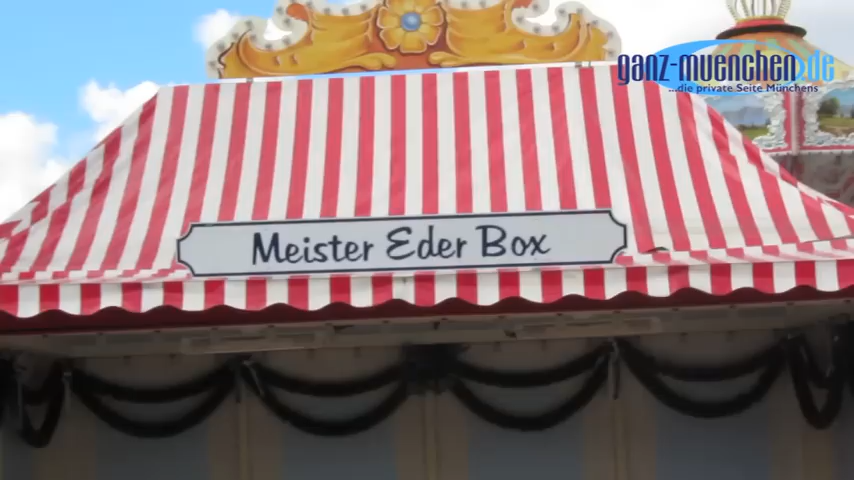 ganz-muenchen.de
...die private Seite Münchens
Meister Eder Box